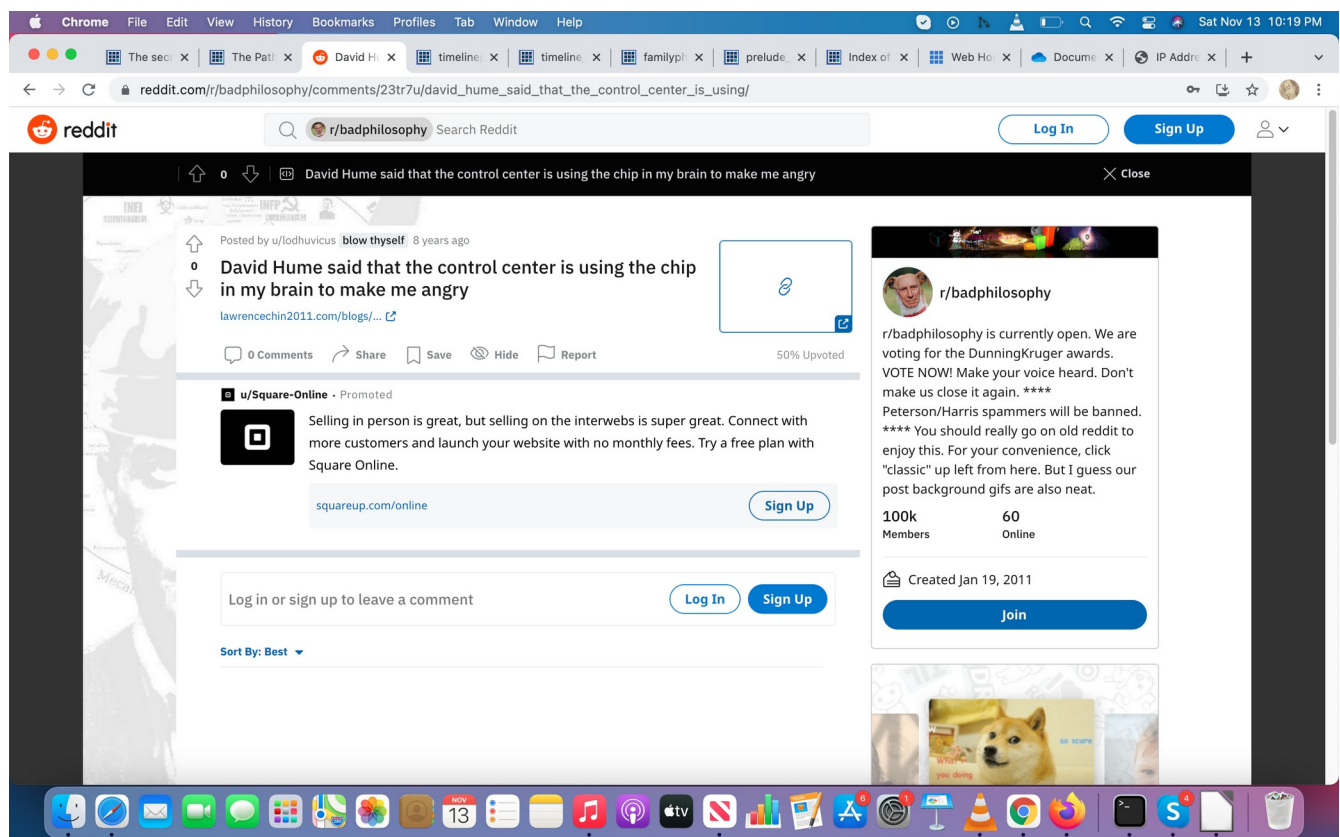 Chrome File Edit View History Bookmarks Profiles Tab Window Help Sat Nov 13 10:19 PM
The sec The Path David H timeline timeline familyph prelude_ Index of Web Ho Docume IP Addre
reddit.com/r/badphilosophy/comments/23tr7u/david_hume_said_that_the_control_center_is_using/
reddit r/badphilosophy Search Reddit Log In Sign Up
0 David Hume said that the control center is using the chip in my brain to make me angry Close
Posted by u/lodhuvicus blow thyself 8 years ago
0
David Hume said that the control center is using the chip
in my brain to make me angry
lawrencechin2011.com/blogs/...
0 Comments Share Save Hide Report 50% Upvoted
u/Square-Online · Promoted
Selling in person is great, but selling on the interwebs is super great. Connect with
more customers and launch your website with no monthly fees. Try a free plan with
Square Online.
squareup.com/online Sign Up
Log in or sign up to leave a comment Log In Sign Up
Sort By: Best
r/badphilosophy
r/badphilosophy is currently open. We are
voting for the DunningKruger awards.
VOTE NOW! Make your voice heard. Don't
make us close it again. ****
Peterson/Harris spammers will be banned.
**** You should really go on old reddit to
enjoy this. For your convenience, click
"classic" up left from here. But I guess our
post background gifs are also neat.
100k 60
Members Online
Created Jan 19, 2011
Join
so score
you doing
NOV
13
tv
6
1
4